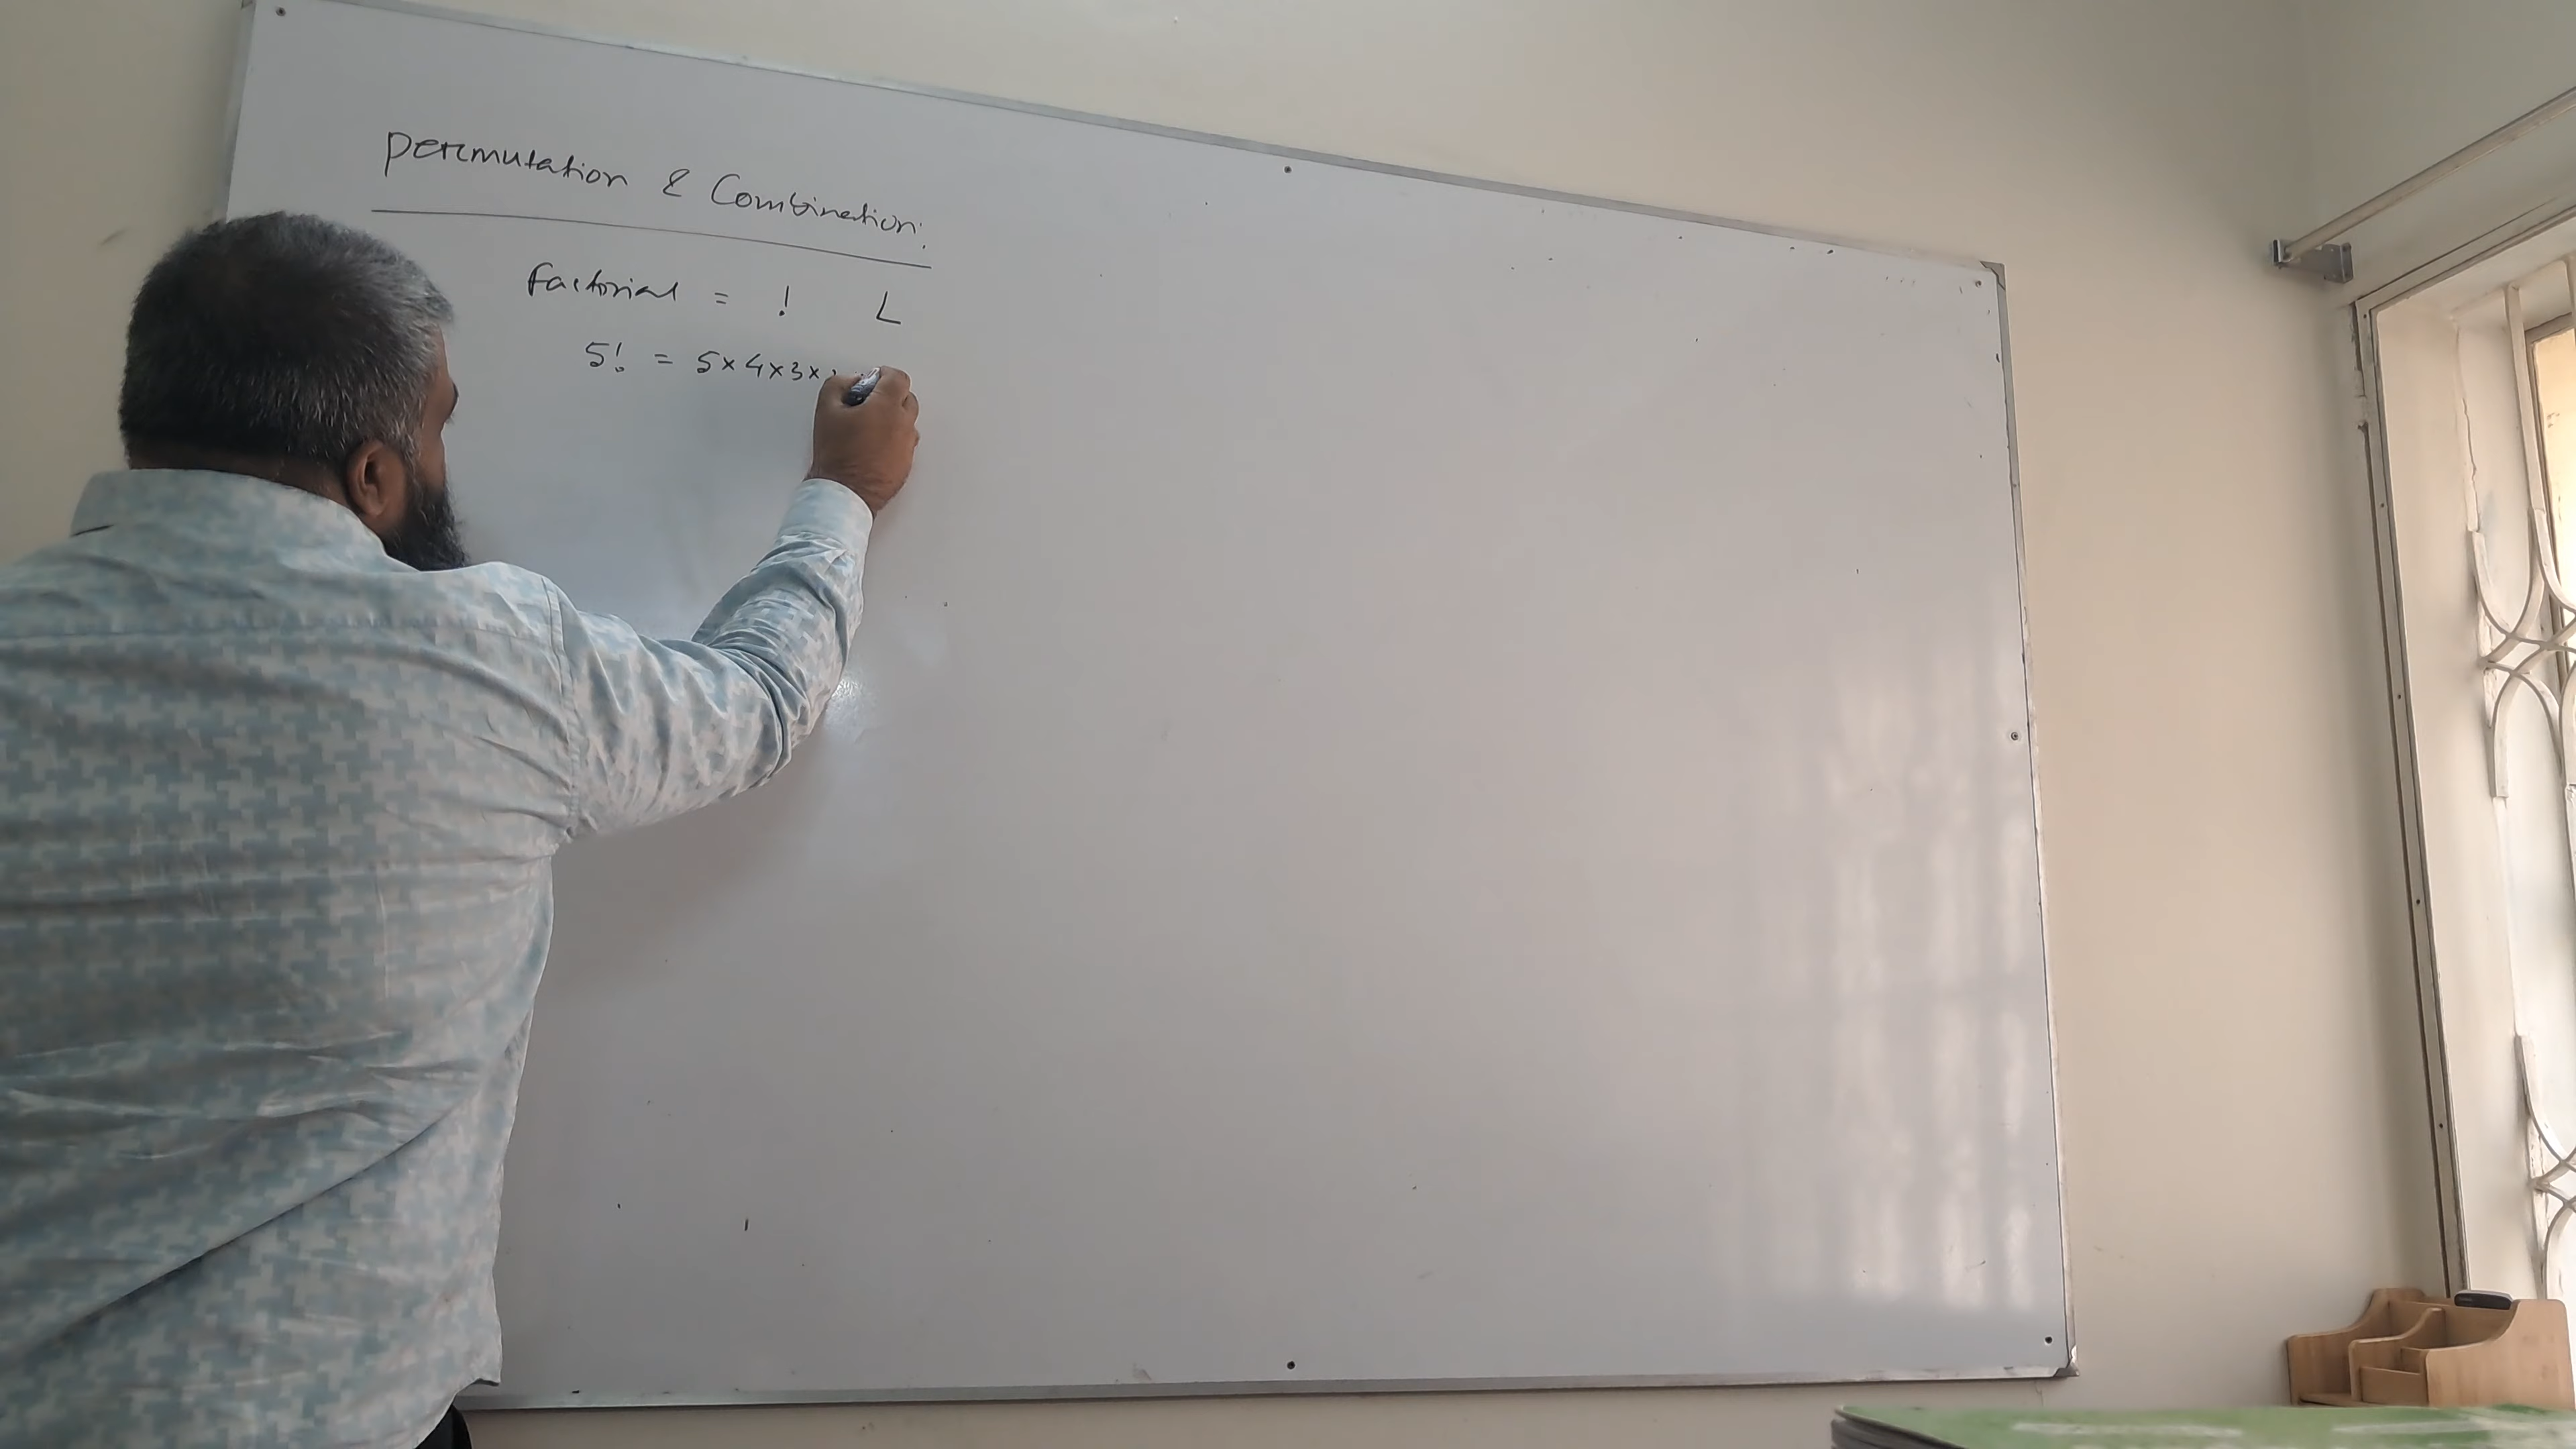 Permutation & Combination:
Factorial = ! L
5! = 5×4×3×